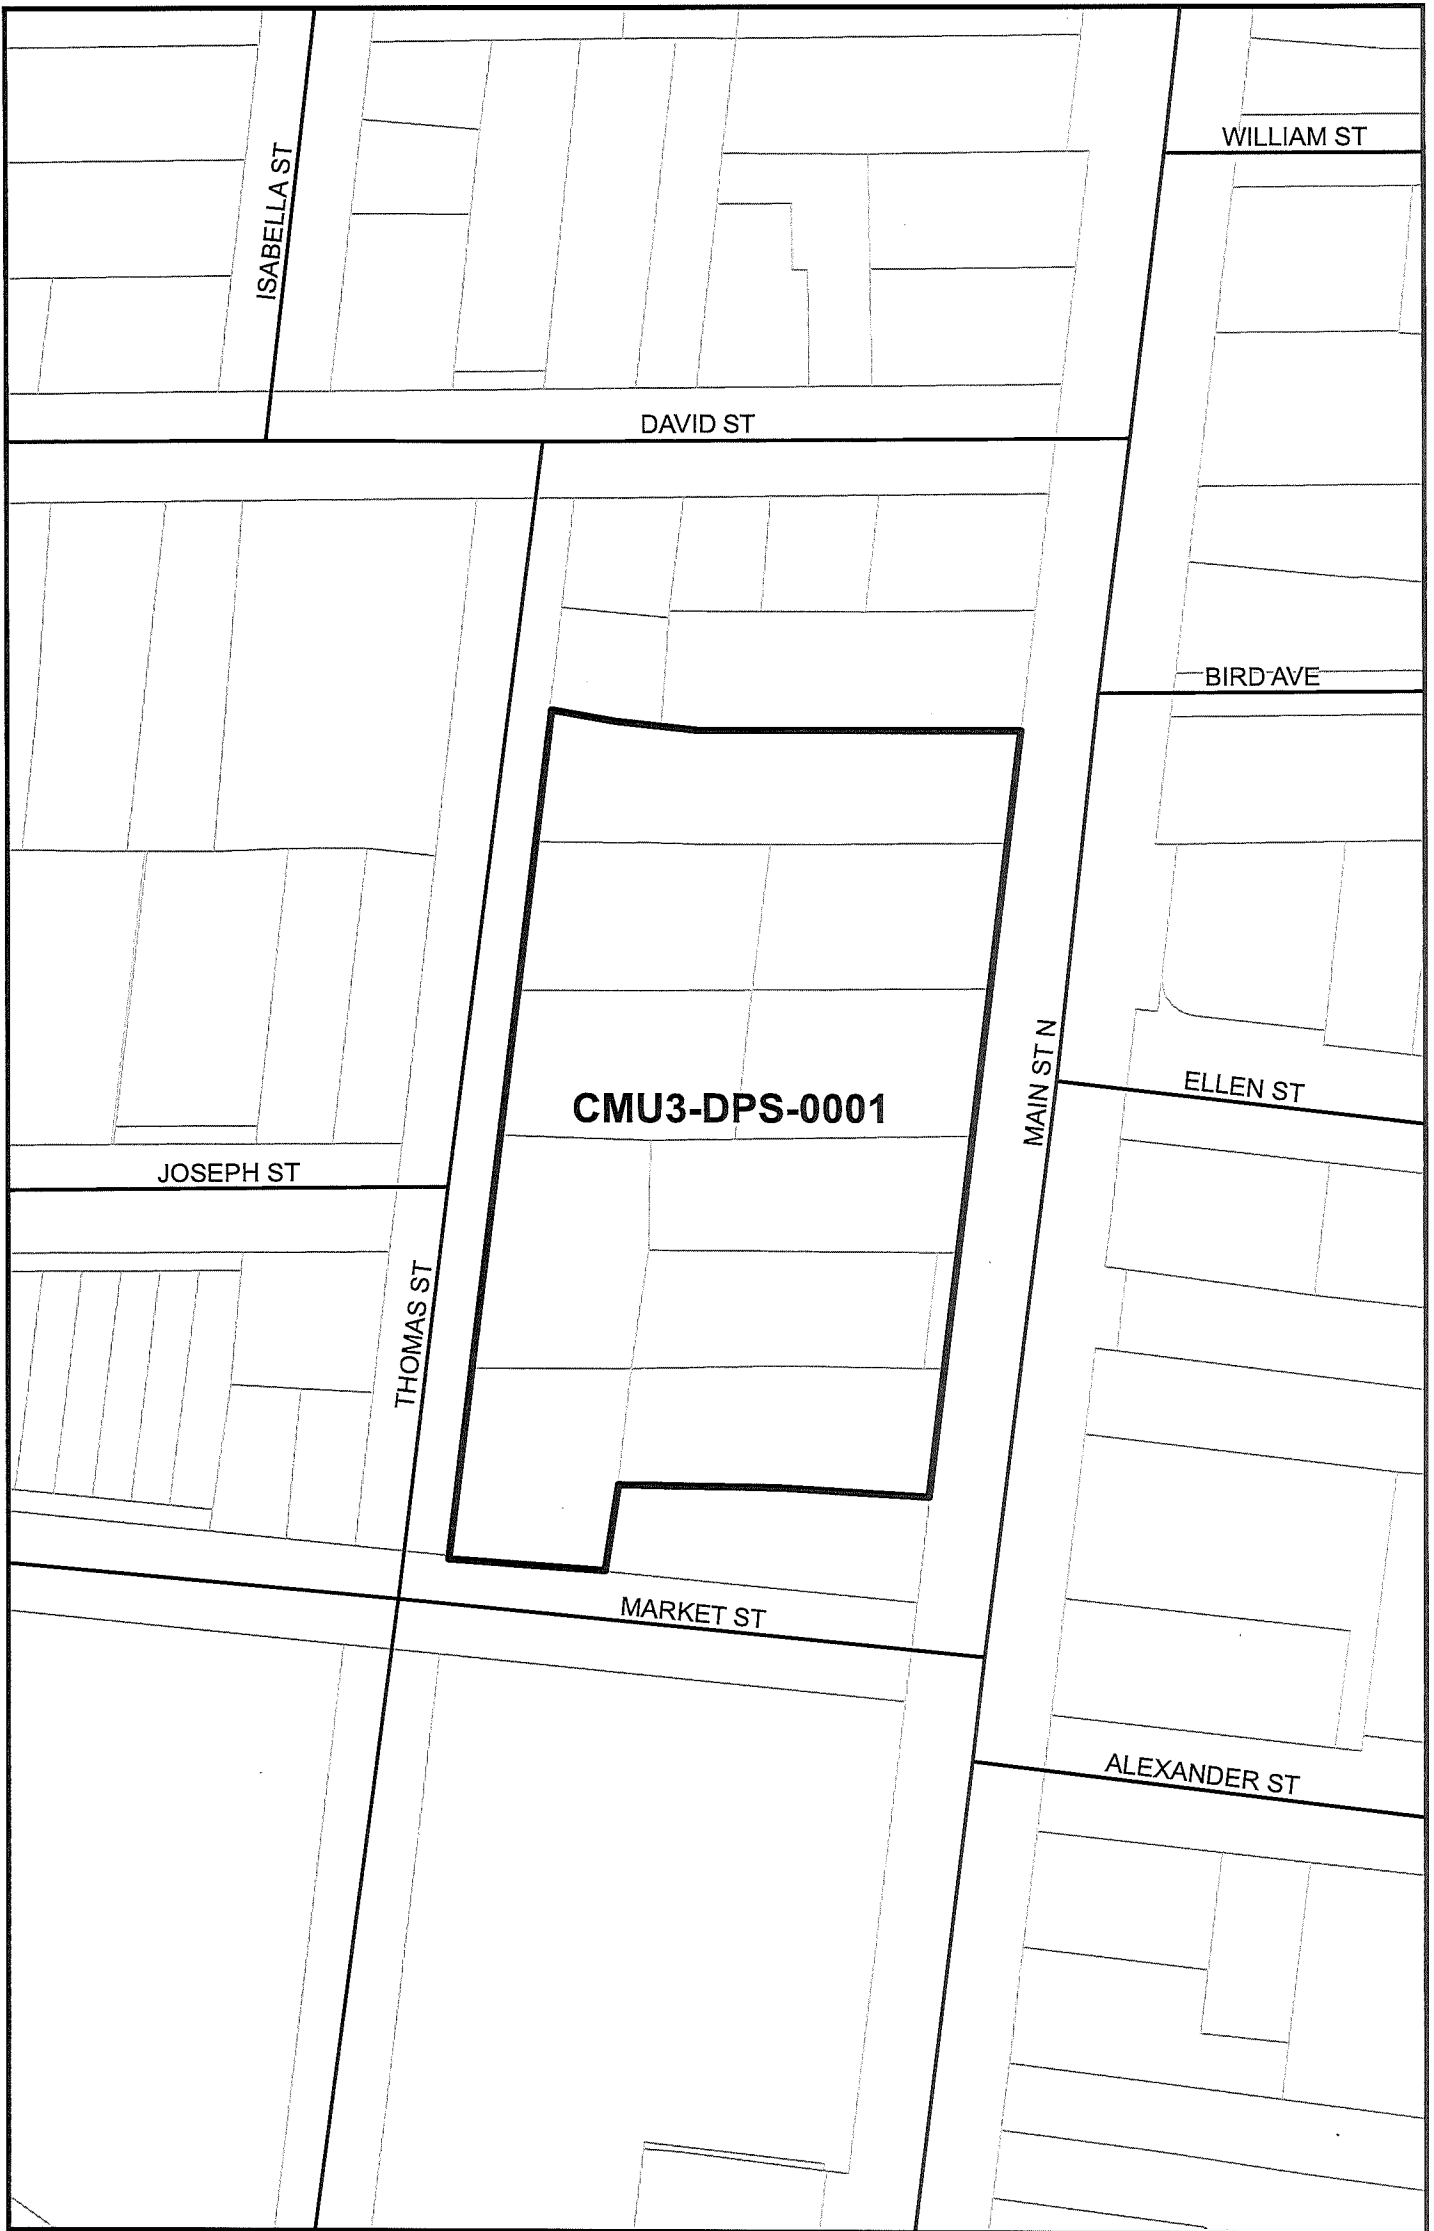 WILLIAM ST
ISABELLA ST
DAVID ST
BIRD AVE
MAIN ST N
ELLEN ST
CMU3-DPS-0001
JOSEPH ST
THOMAS ST
MARKET ST
ALEXANDER ST